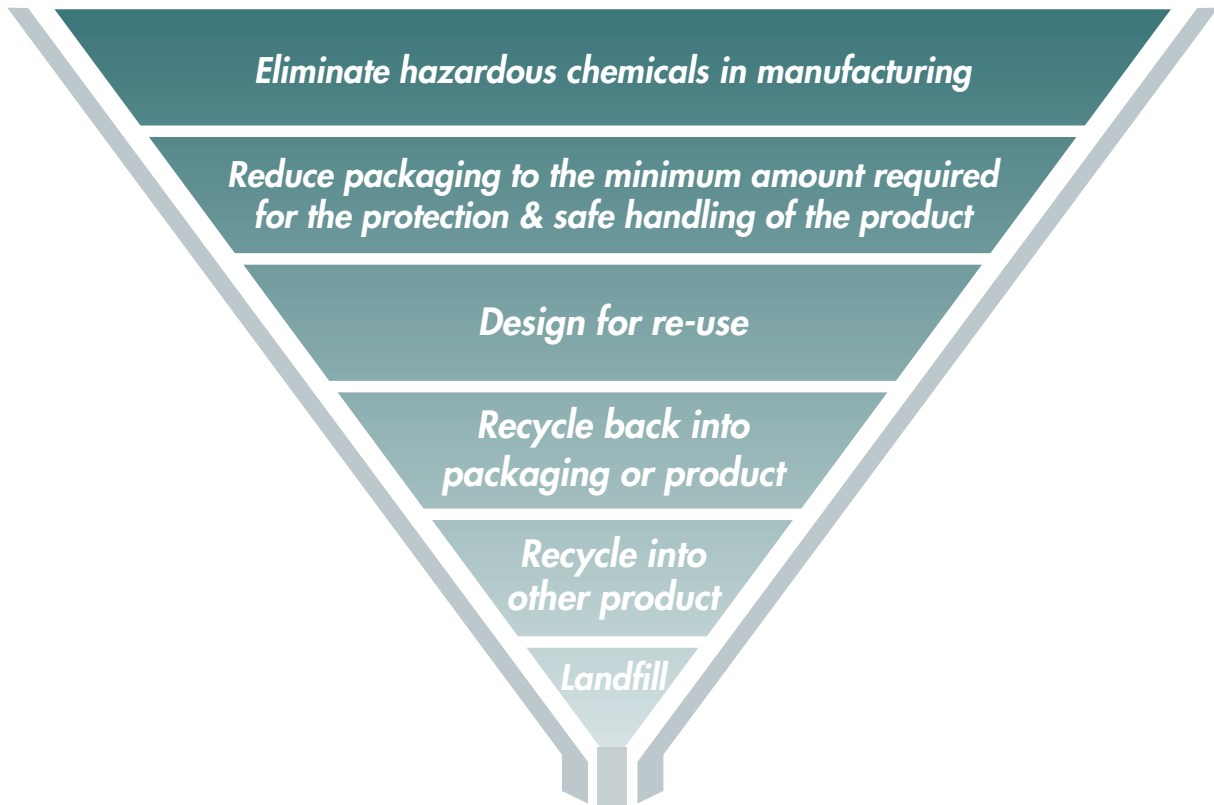 Eliminate hazardous chemicals in manufacturing
Reduce packaging to the minimum amount required
for the protection & safe handling of the product
Design for re-use
Recycle back into
packaging or product
Recycle into
other product
Landfill